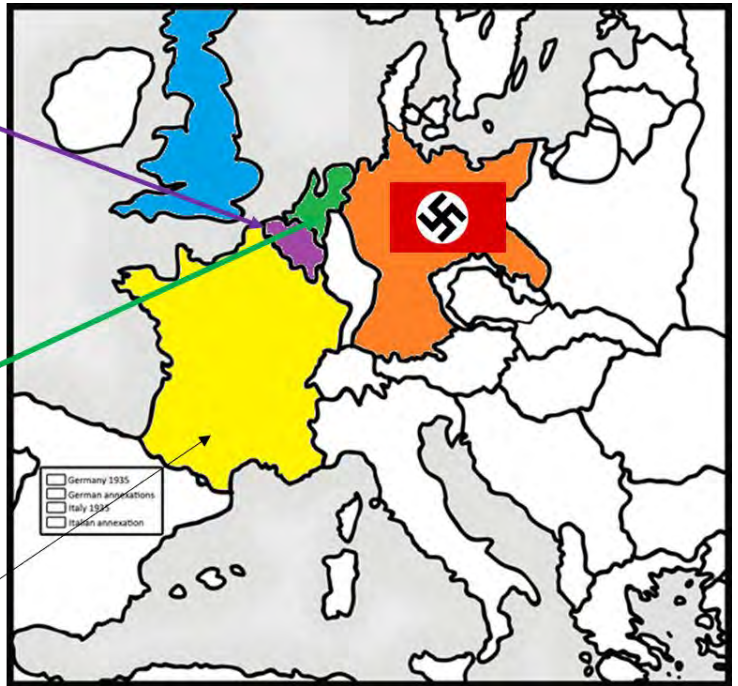 Germany 1935
German annexations
Italy 1935
Italian annexation